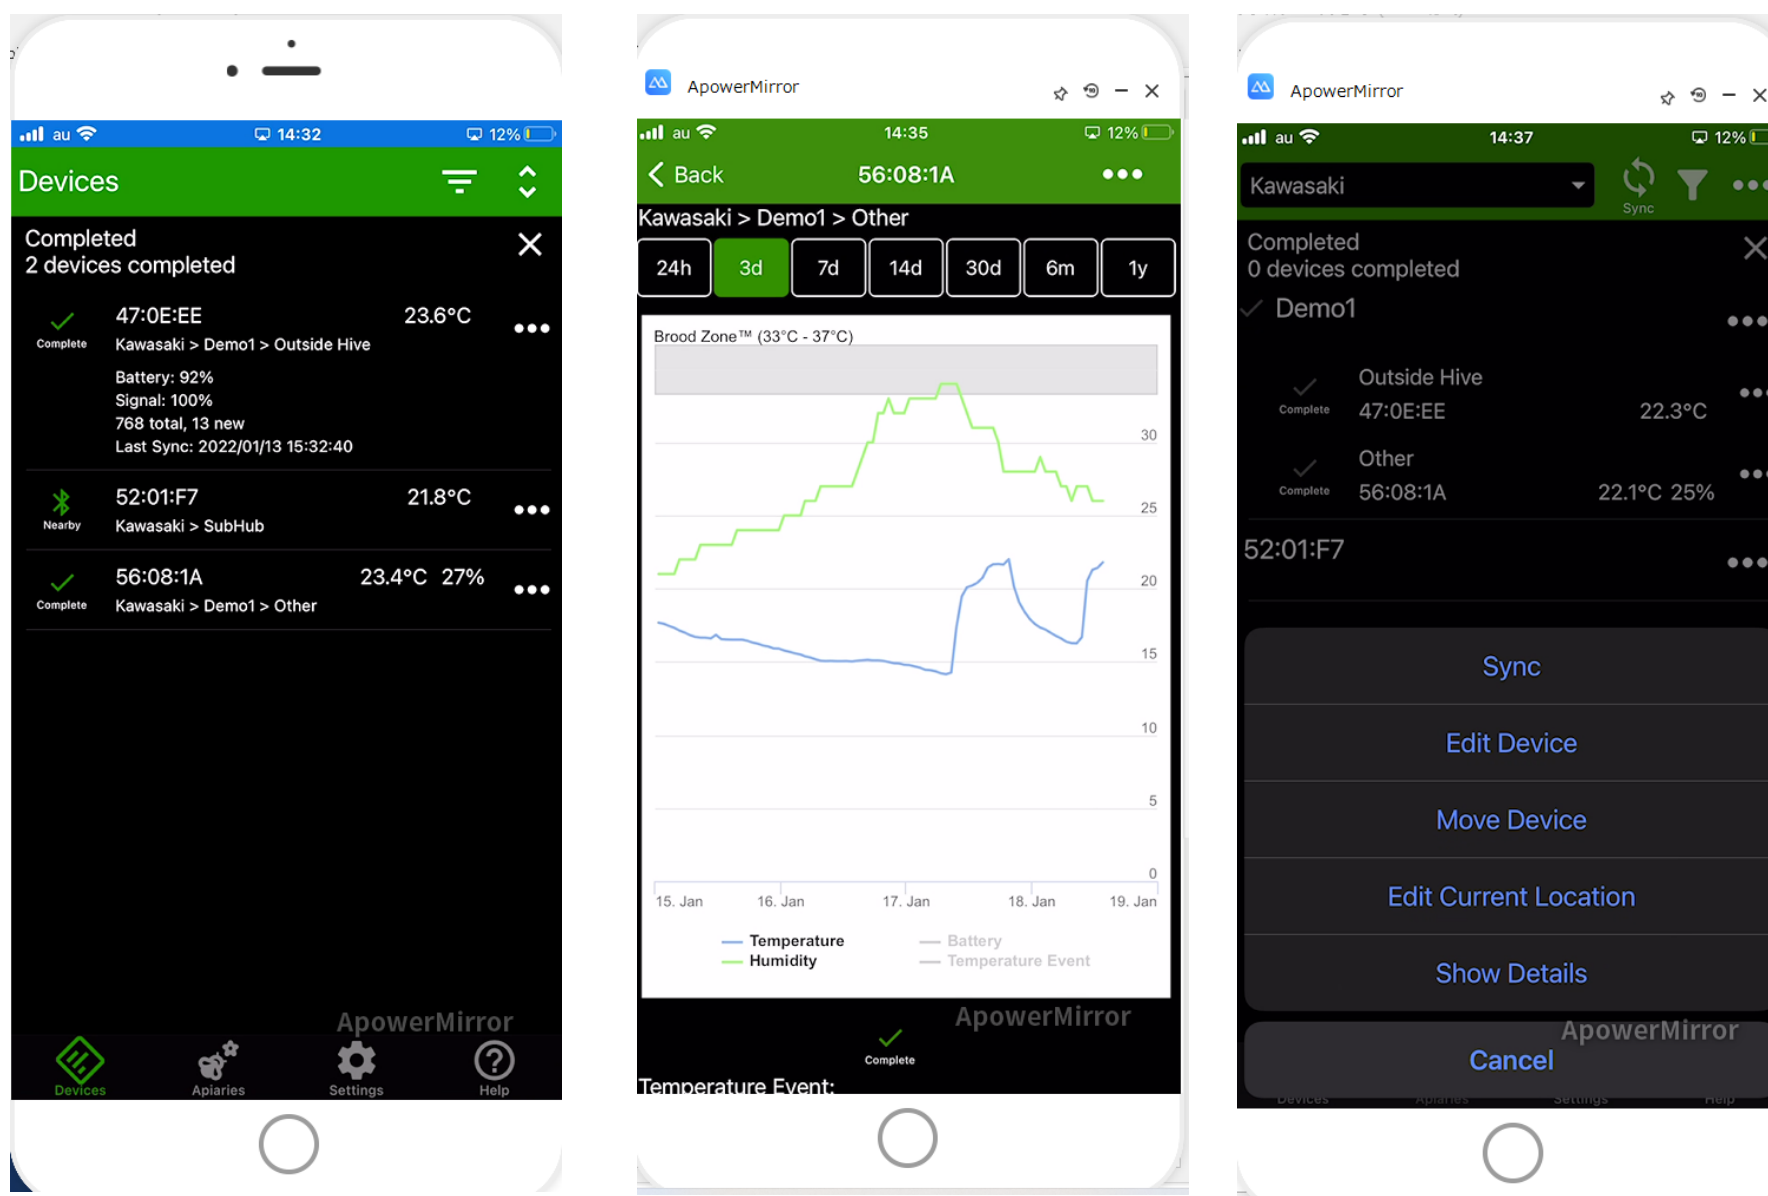 au 14:32 12%
Devices
Completed
2 devices completed
47:0E:EE 23.6°C
Complete Kawasaki > Demo1 > Outside Hive
Battery: 92%
Signal: 100%
768 total, 13 new
Last Sync: 2022/01/13 15:32:40
52:01:F7 21.8°C
Nearby Kawasaki > SubHub
56:08:1A 23.4°C 27%
Complete Kawasaki > Demo1 > Other
ApowerMirror
Devices Apiaries Settings Help
ApowerMirror
au 14:35 12%
Back 56:08:1A
Kawasaki > Demo1 > Other
24h 3d 7d 14d 30d 6m 1y
Brood Zone™ (33°C - 37°C)
30
25
20
15
10
5
0
15. Jan 16. Jan 17. Jan 18. Jan 19. Jan
Temperature Battery
Humidity Temperature Event
ApowerMirror
Complete
Temperature Event:
ApowerMirror
au 14:37 12%
Kawasaki
Sync
Completed
0 devices completed
Demo1
Outside Hive
Complete 47:0E:EE 22.3°C
Other
Complete 56:08:1A 22.1°C 25%
52:01:F7
Sync
Edit Device
Move Device
Edit Current Location
Show Details
ApowerMirror
Cancel
Devices Apiaries Settings Help